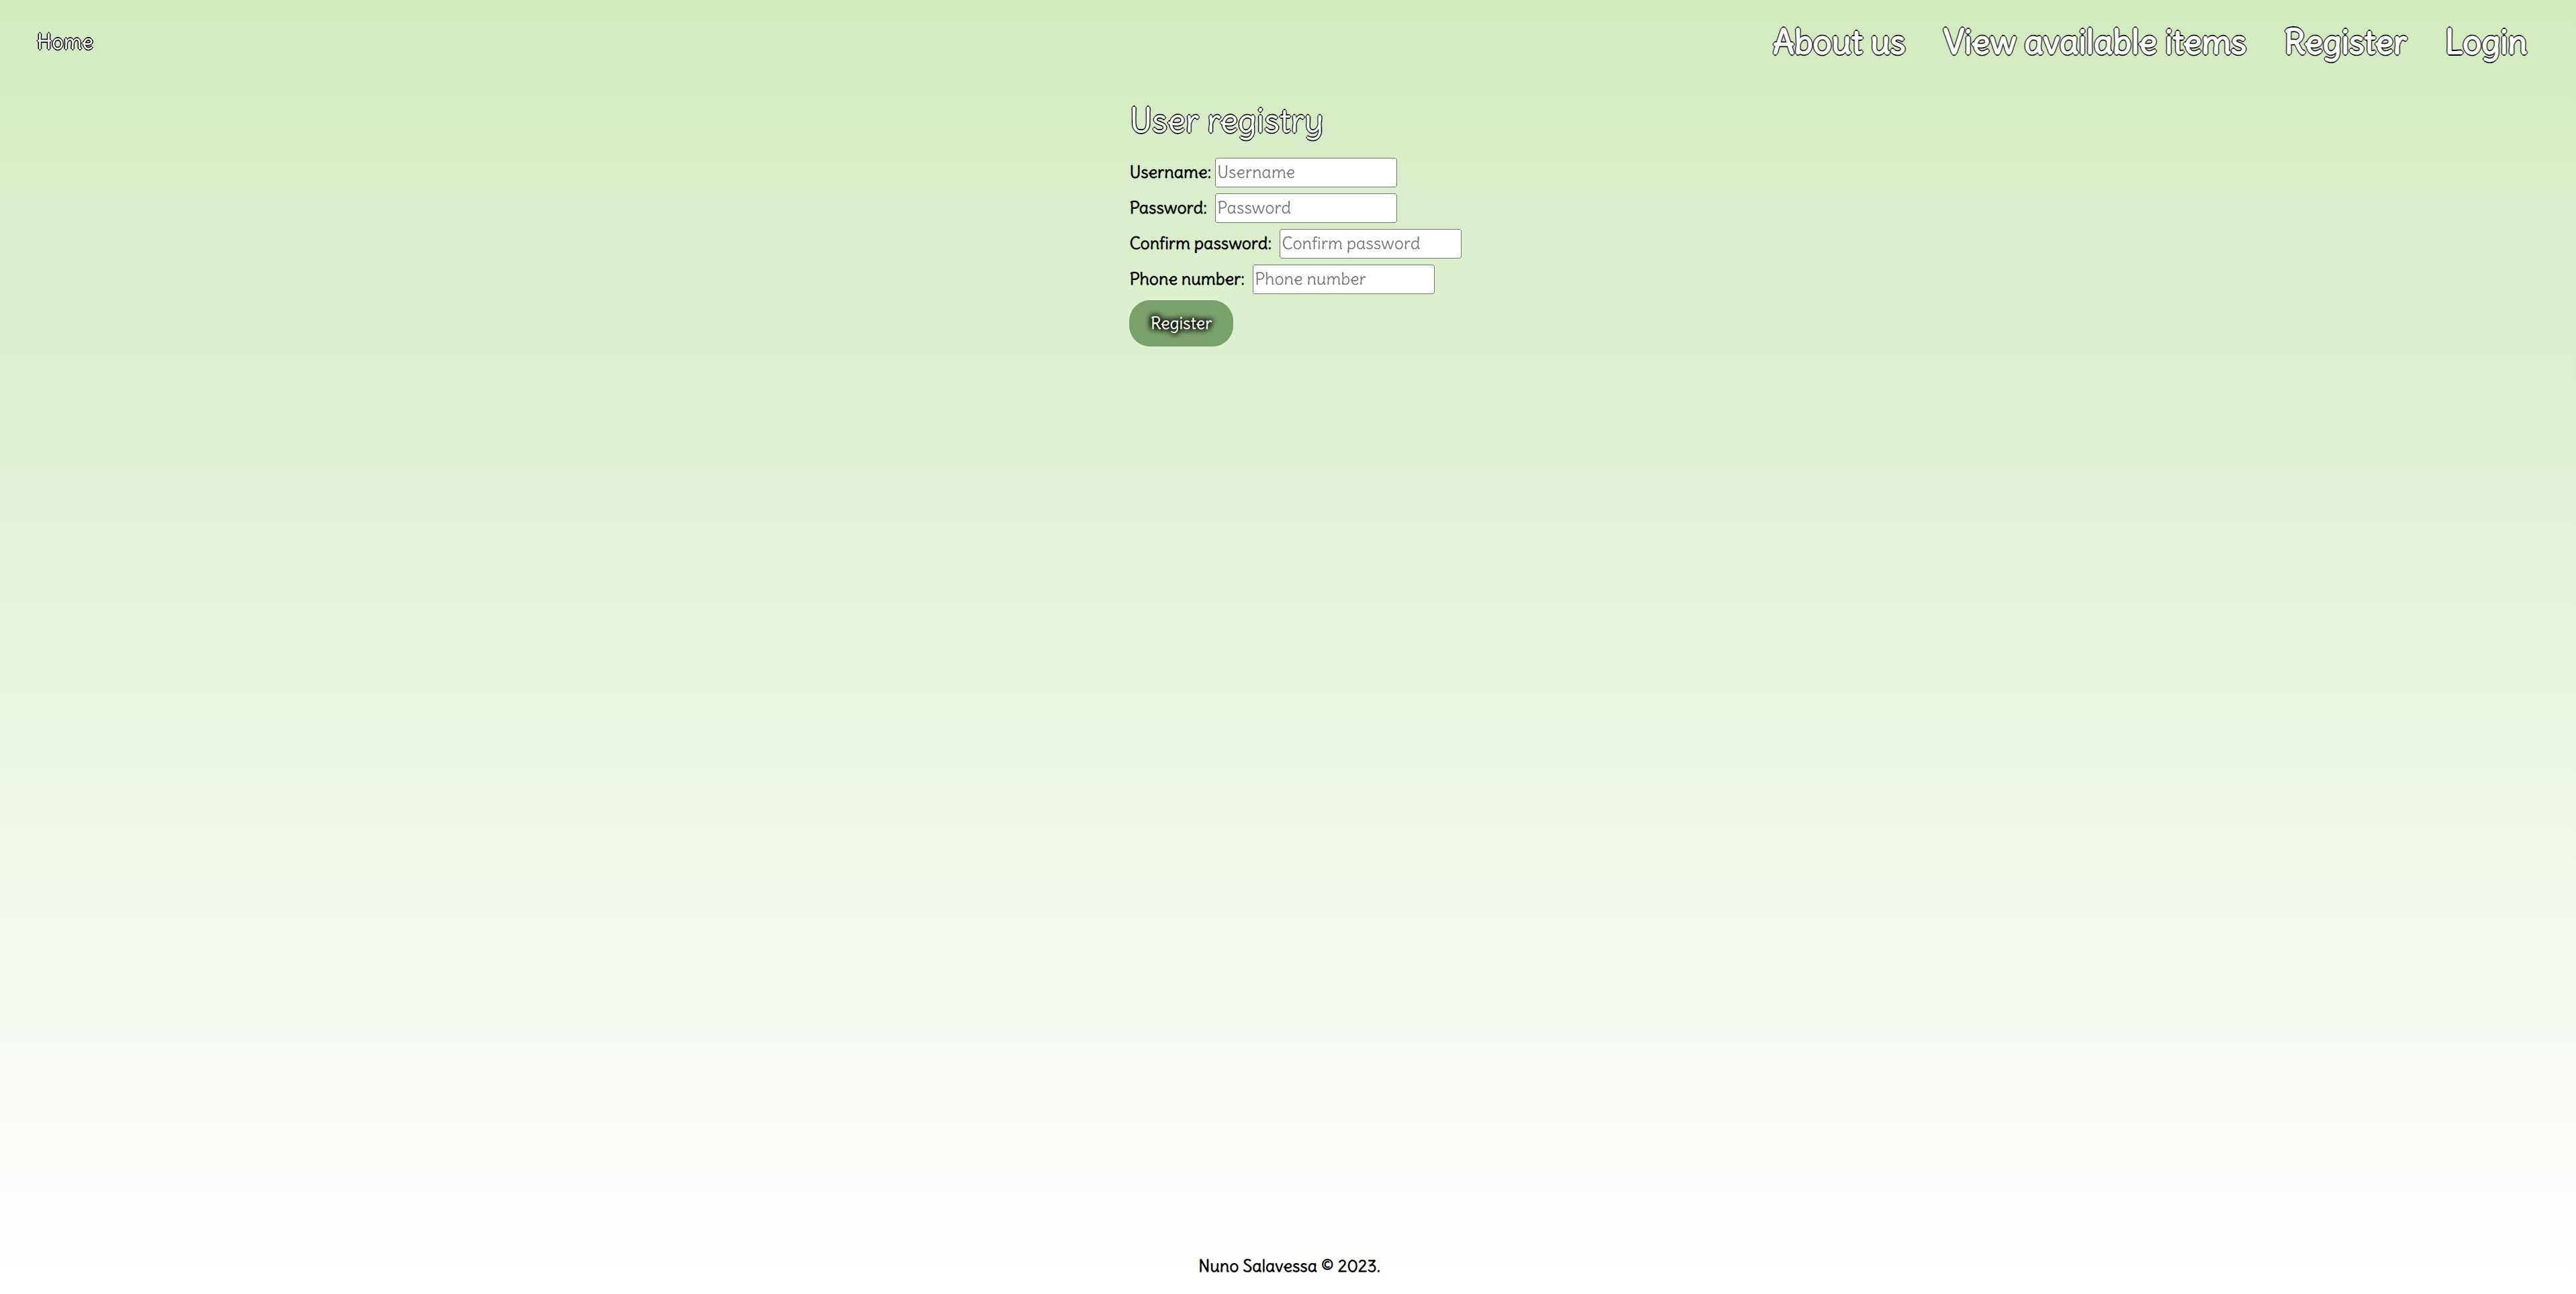 Home About us View available items Register Login
User registry
Username: Username
Password: Password
Confirm password: Confirm password
Phone number: Phone number
Register
Nuno Salavessa © 2023.